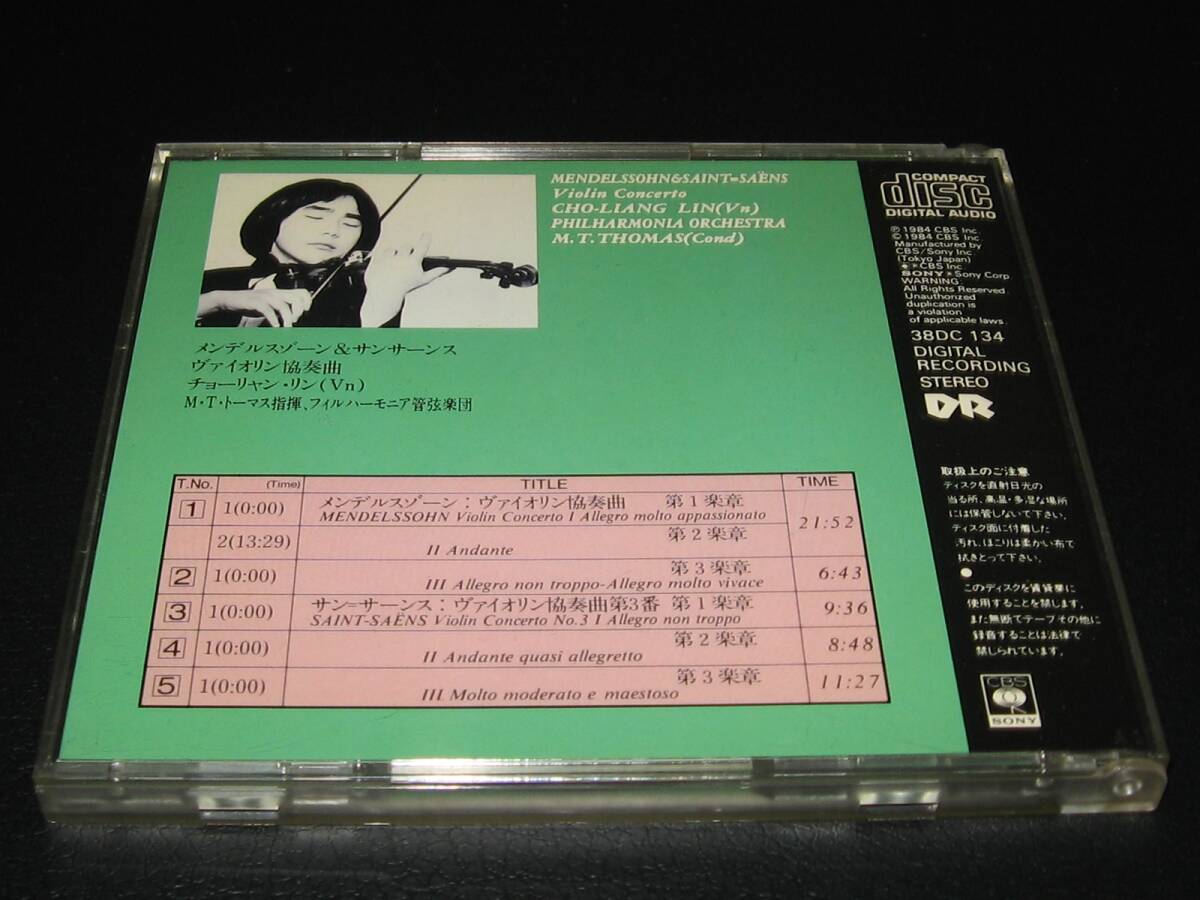 MENDELSSOHN&SAINT=SAËNS
Violin Concerto
CHO-LIANG LIN(Vn)
PHILHARMONIA ORCHESTRA
M.T.THOMAS(Cond)
メンデルスゾーン&サンサーンス
ヴァイオリン協奏曲
チョーリャン・リン(Vn)
M・T・トーマス指揮、フィルハーモニア管弦楽団
T.No. (Time) TITLE TIME
1 1(0:00) メンデルスゾーン:ヴァイオリン協奏曲 第1楽章
MENDELSSOHN Violin Concerto I Allegro molto appassionato 21:52
2(13:29) 第2楽章
II Andante
2 1(0:00) 第3楽章 6:43
III Allegro non troppo-Allegro molto vivace
3 1(0:00) サン=サーンス:ヴァイオリン協奏曲第3番 第1楽章 9:36
SAINT-SAËNS Violin Concerto No.3 I Allegro non troppo
4 1(0:00) 第2楽章 8:48
II Andante quasi allegretto
5 1(0:00) 第3楽章 11:27
III. Molto moderato e maestoso
COMPACT
disc
DIGITAL AUDIO
℗ 1984 CBS Inc.
© 1984 CBS Inc.
Manufactured by
CBS/Sony Inc.
(Tokyo Japan)
* CBS Inc
SONY * Sony Corp.
WARNING:
All Rights Reserved.
Unauthorized
duplication is
a violation
of applicable laws.
38DC 134
DIGITAL
RECORDING
STEREO
DR
取扱上のご注意
ディスクを直射日光の
当る所、高温・多湿な場所
には保管しないで下さい。
ディスク面に付着した
汚れ、ほこりは柔かい布で
拭きとって下さい。
●
このディスクを賃貸業に
使用することを禁じます。
また無断でテープその他に
録音することは法律で
禁じられています。
CBS
SONY